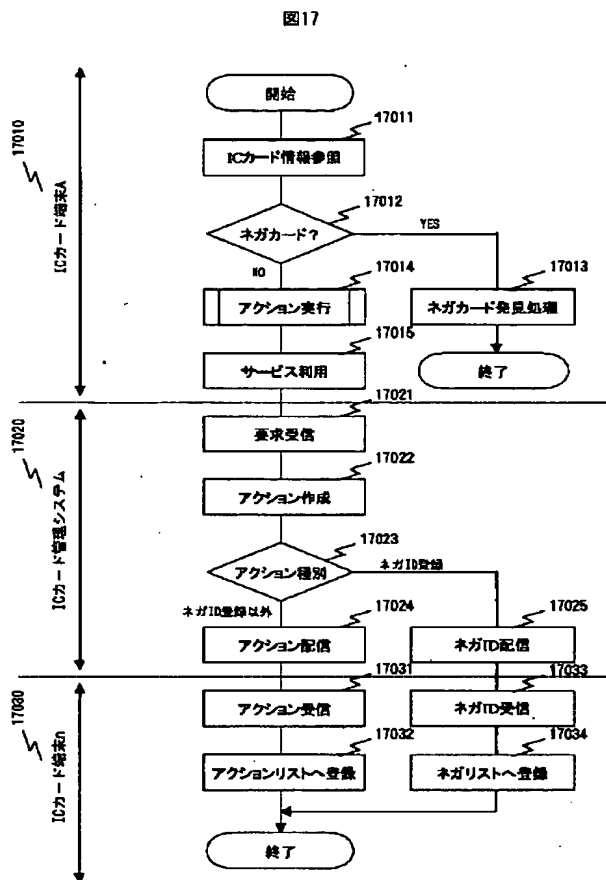 図17
開始
17011
ICカード情報参照
17012
ネガカード?
YES
NO
17014
アクション実行
17013
ネガカード発見処理
17015
サービス利用
終了
17010
ICカード端末A
17021
要求受信
17022
アクション作成
17023
アクション種別
ネガID登録
ネガID登録以外
17024
アクション配信
17025
ネガID配信
17020
ICカード管理システム
17031
アクション受信
17033
ネガID受信
17032
アクションリストへ登録
17034
ネガリストへ登録
終了
17030
ICカード端末n